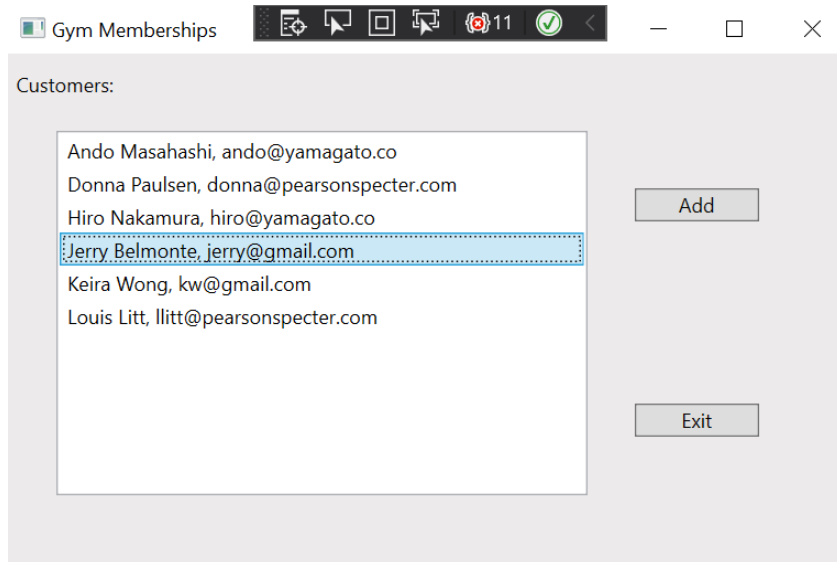 Gym Memberships 11
Customers:
Ando Masahashi, ando@yamagato.co
Donna Paulsen, donna@pearsonspecter.com
Hiro Nakamura, hiro@yamagato.co
Jerry Belmonte, jerry@gmail.com
Keira Wong, kw@gmail.com
Louis Litt, llitt@pearsonspecter.com
Add
Exit